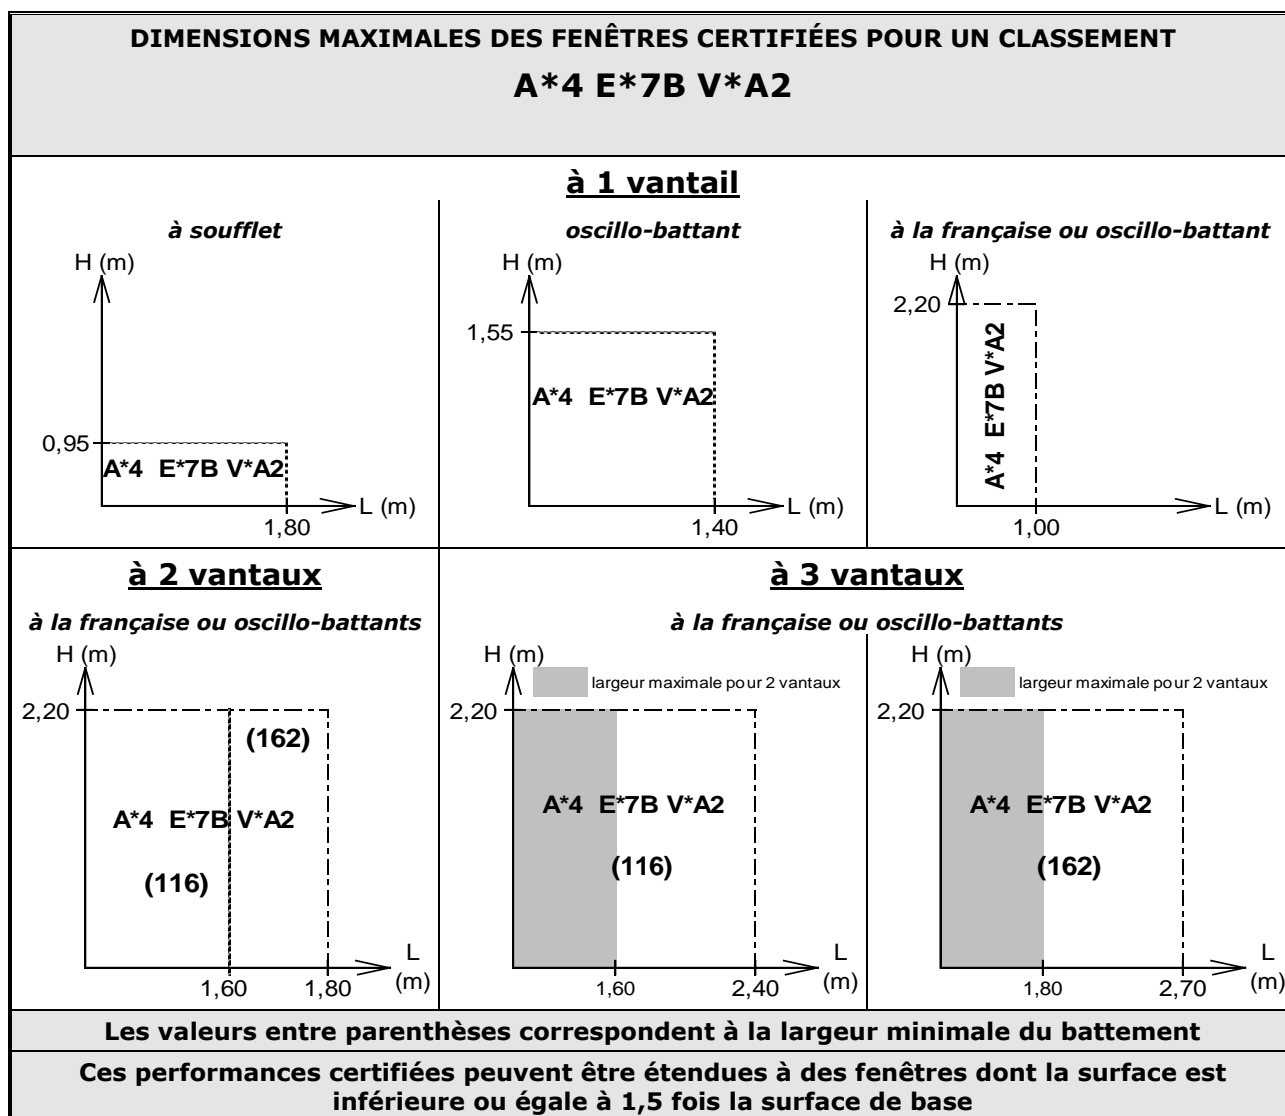 DIMENSIONS MAXIMALES DES FENÊTRES CERTIFIÉES POUR UN CLASSEMENT
A*4 E*7B V*A2
à 1 vantail
à soufflet
H (m)
0,95
A*4 E*7B V*A2
L (m)
1,80
oscillo-battant
H (m)
1,55
A*4 E*7B V*A2
L (m)
1,40
à la française ou oscillo-battant
H (m)
2,20
A*4 E*7B V*A2
L (m)
1,00
à 2 vantaux
à la française ou oscillo-battants
H (m)
2,20
(162)
A*4 E*7B V*A2
(116)
L
(m)
1,60
1,80
à 3 vantaux
à la française ou oscillo-battants
H (m)
largeur maximale pour 2 vantaux
2,20
A*4 E*7B V*A2
(116)
1,60
2,40
L
(m)
H (m)
largeur maximale pour 2 vantaux
2,20
A*4 E*7B V*A2
(162)
1,80
2,70
L
(m)
Les valeurs entre parenthèses correspondent à la largeur minimale du battement
Ces performances certifiées peuvent être étendues à des fenêtres dont la surface est
inférieure ou égale à 1,5 fois la surface de base